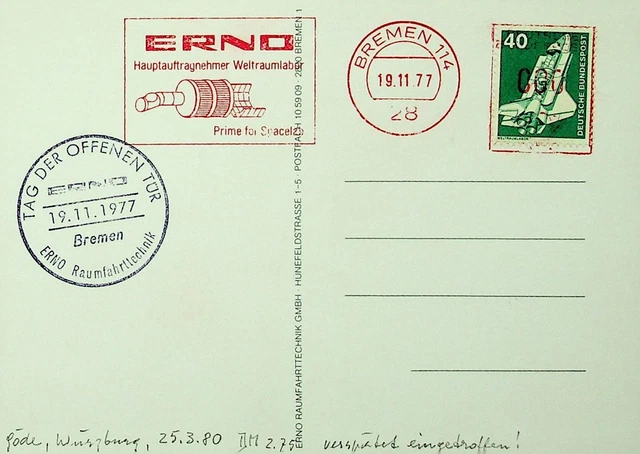 ERNO
Hauptauftragnehmer Weltraumlabor
Prime for Spacelab
BREMEN 114
19.11.77
28
40
DEUTSCHE BUNDESPOST
WELTRAUMLABOR
TAG DER OFFENEN TÜR
ERNO
19.11.1977
Bremen
ERNO Raumfahrttechnik
ERNO RAUMFAHRTTECHNIK GMBH · HÜNEFELDSTRASSE 1–5 · POSTFACH 10 59 09 · 2800 BREMEN 1
Göde, Würzburg, 25.3.80 DM 2.75 verspätet eingetroffen!